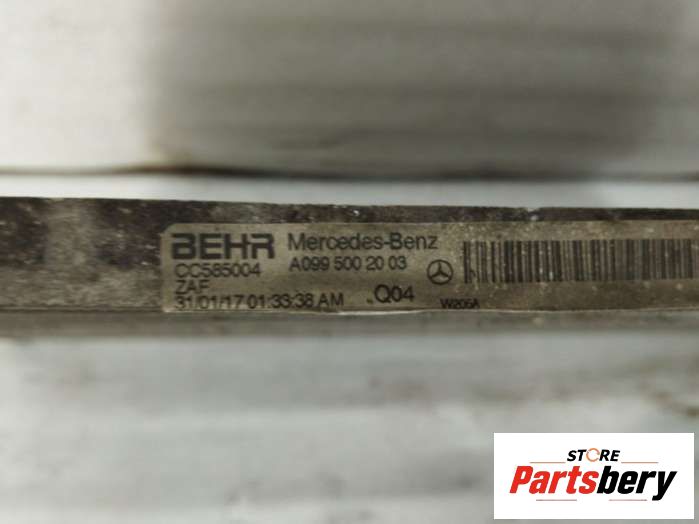 BEHR Mercedes-Benz
CC585004 A099 500 20 03
ZAF
31/01/17 01:33:38 AM Q04 W205A
STORE
Partsbery